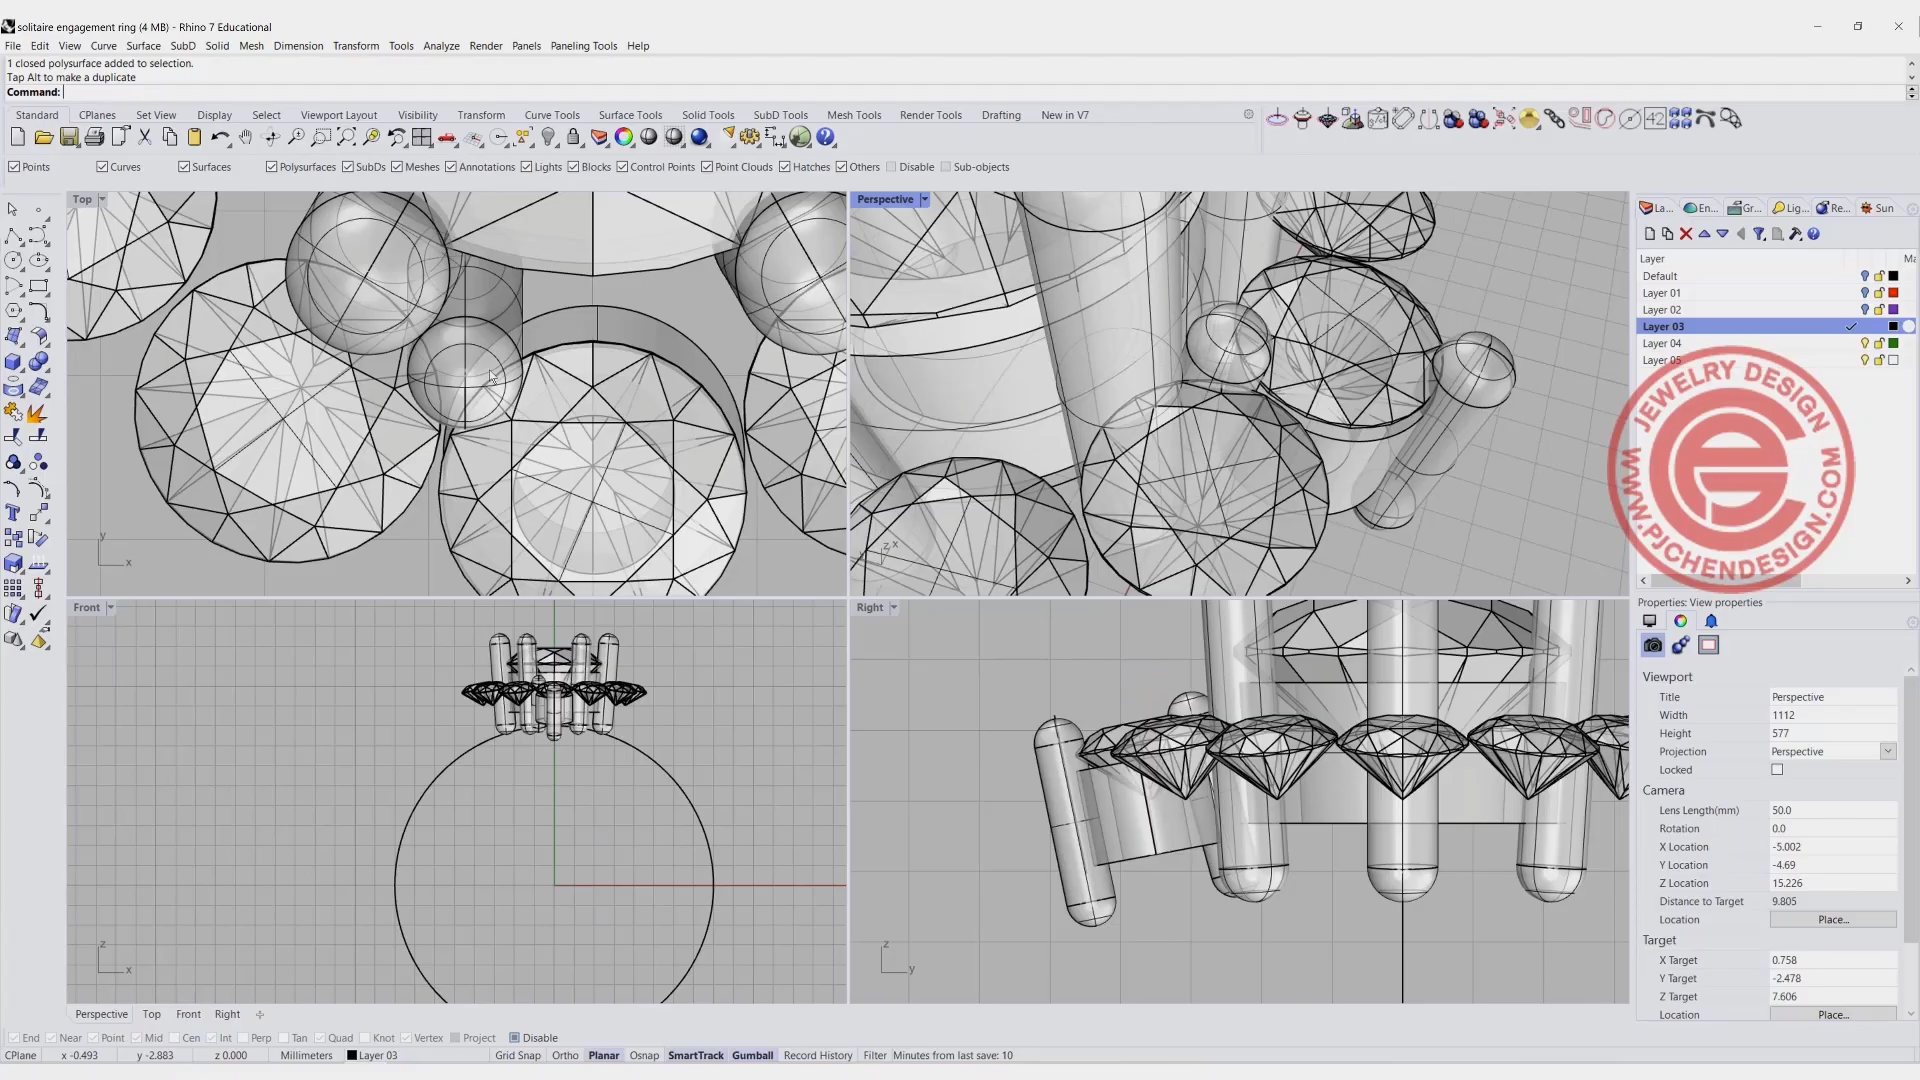 solitaire engagement ring (4 MB) - Rhino 7 Educational
File Edit View Curve Surface SubD Solid Mesh Dimension Transform Tools Analyze Render Panels Paneling Tools Help
1 closed polysurface added to selection.
Tap Alt to make a duplicate
Command:
Standard CPlanes Set View Display Select Viewport Layout Visibility Transform Curve Tools Surface Tools Solid Tools SubD Tools Mesh Tools Render Tools Drafting New in V7
Points Curves Surfaces Polysurfaces SubDs Meshes Annotations Lights Blocks Control Points Point Clouds Hatches Others Disable Sub-objects
Top
Perspective
La... En... Gr... Lig... Re... Sun
Layer Ma
Default
Layer 01
Layer 02
Layer 03
Layer 04
Layer 05
JEWELRY DESIGN
WWW.PJCHENDESIGN.COM
y x
z x
Front
Right
Properties: View properties
Viewport
Title Perspective
Width 1112
Height 577
Projection Perspective
Locked
Camera
Lens Length(mm) 50.0
Rotation 0.0
X Location -5.002
Y Location -4.69
Z Location 15.226
Distance to Target 9.805
Location Place...
Target
X Target 0.758
Y Target -2.478
Z Target 7.606
Location Place...
z x
z y
Perspective Top Front Right
End Near Point Mid Cen Int Perp Tan Quad Knot Vertex Project Disable
CPlane x -0.493 y -2.883 z 0.000 Millimeters Layer 03 Grid Snap Ortho Planar Osnap SmartTrack Gumball Record History Filter Minutes from last save: 10